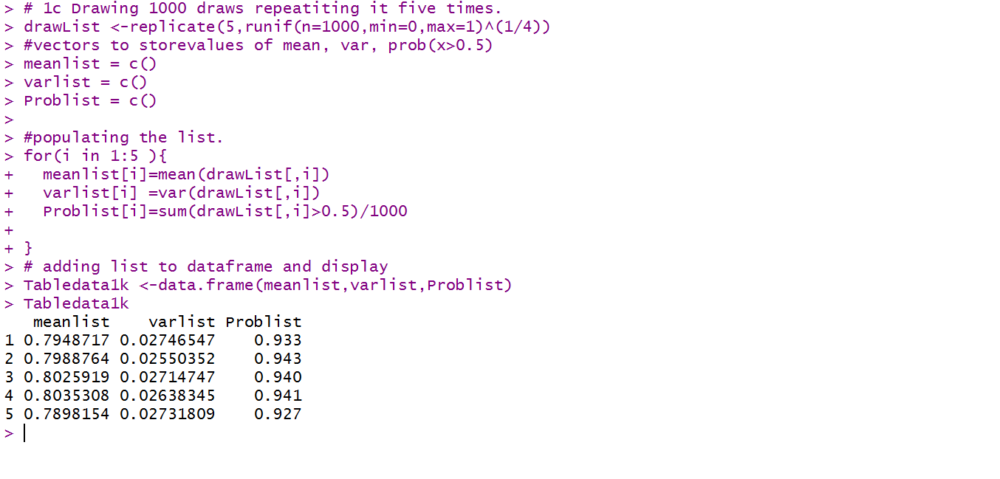 > # 1c Drawing 1000 draws repeatiting it five times.
> drawList <-replicate(5,runif(n=1000,min=0,max=1)^(1/4))
> #vectors to storevalues of mean, var, prob(x>0.5)
> meanlist = c()
> varlist = c()
> Problist = c()
>
> #populating the list.
> for(i in 1:5 ){
+   meanlist[i]=mean(drawList[,i])
+   varlist[i] =var(drawList[,i])
+   Problist[i]=sum(drawList[,i]>0.5)/1000
+
+ }
> # adding list to dataframe and display
> Tabledata1k <-data.frame(meanlist,varlist,Problist)
> Tabledata1k
   meanlist    varlist Problist
1 0.7948717 0.02746547    0.933
2 0.7988764 0.02550352    0.943
3 0.8025919 0.02714747    0.940
4 0.8035308 0.02638345    0.941
5 0.7898154 0.02731809    0.927
>